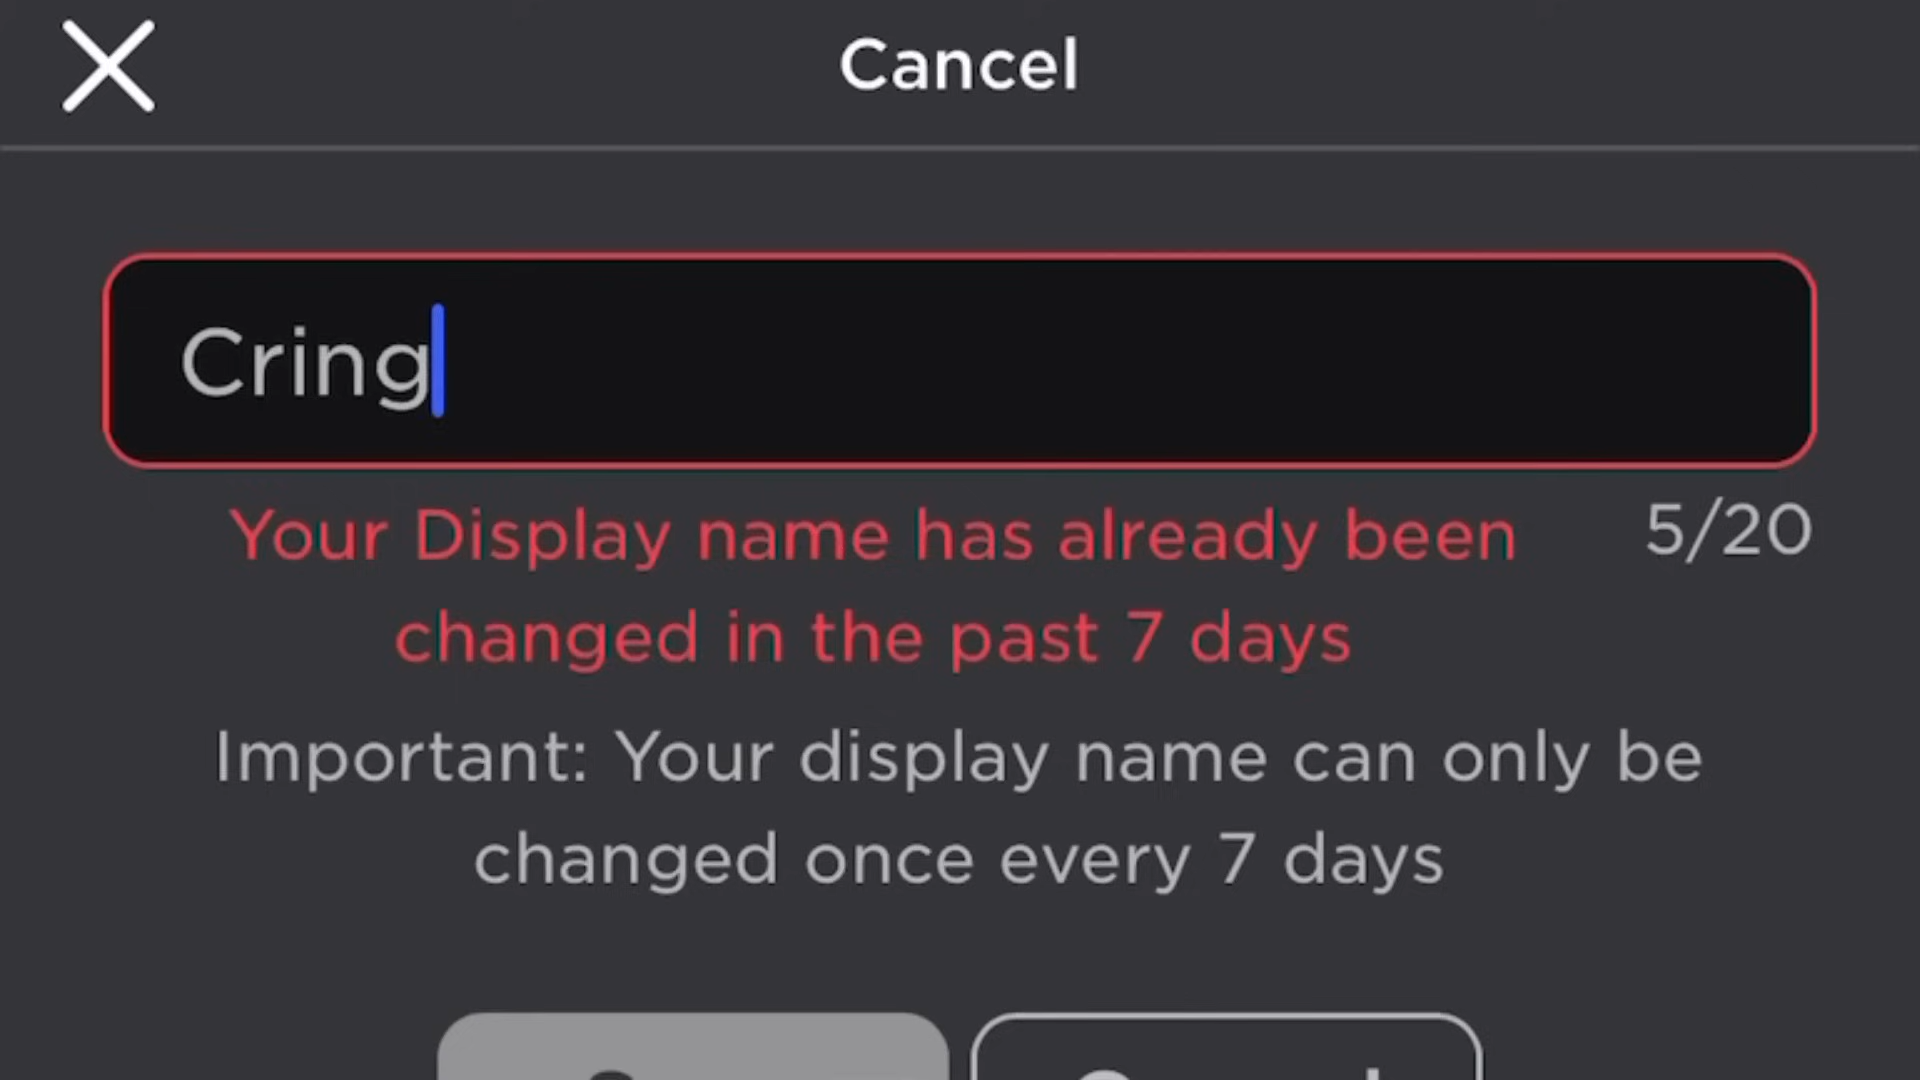 Cancel
Cring
Your Display name has already been
5/20
changed in the past 7 days
Important: Your display name can only be
changed once every 7 days